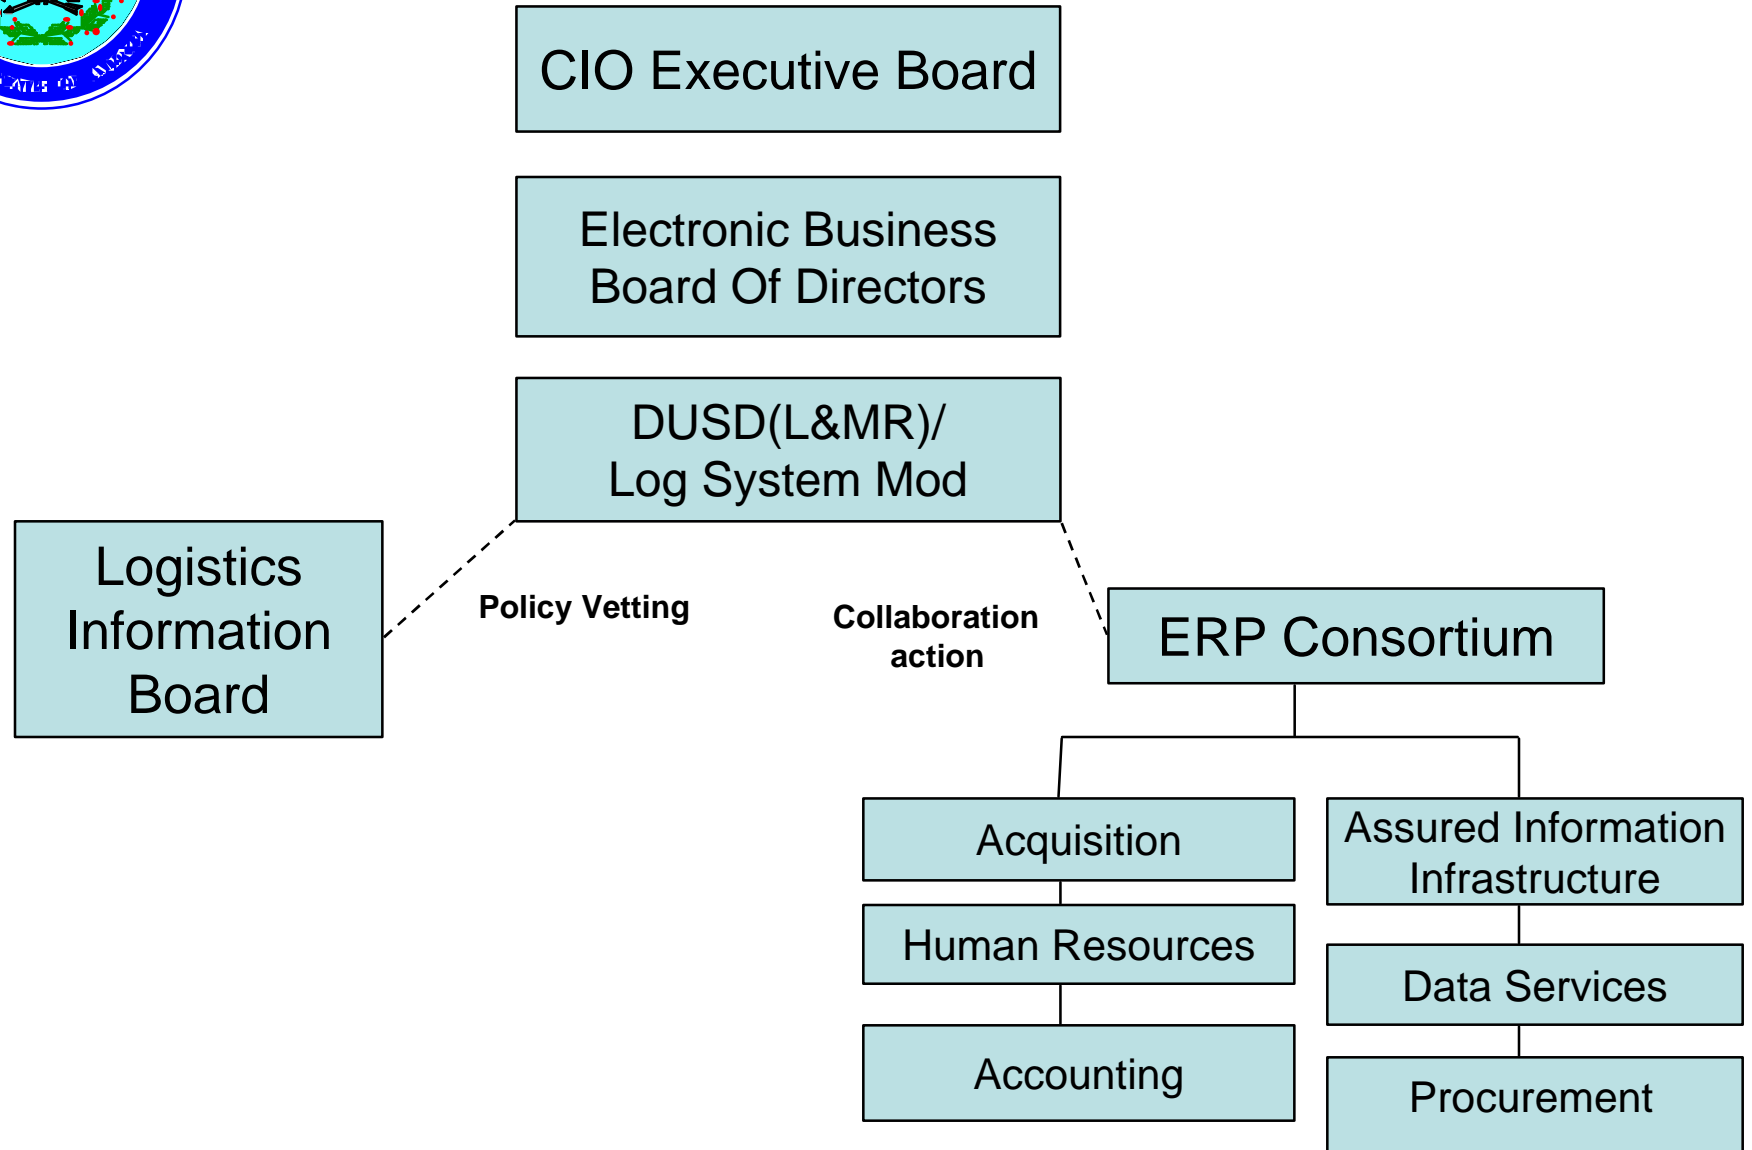 CIO Executive Board
Electronic Business
Board Of Directors
DUSD(L&MR)/
Log System Mod
Logistics
Information
Board
Policy Vetting
Collaboration
action
ERP Consortium
Acquisition
Assured Information
Infrastructure
Human Resources
Data Services
Accounting
Procurement